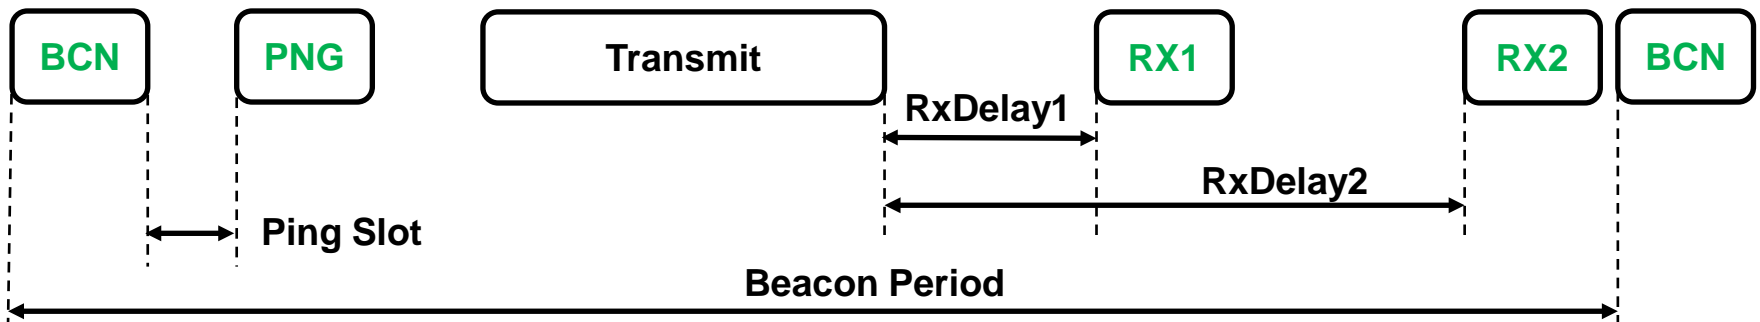 BCN PNG Transmit RX1 RX2 BCN
RxDelay1
RxDelay2
Ping Slot
Beacon Period